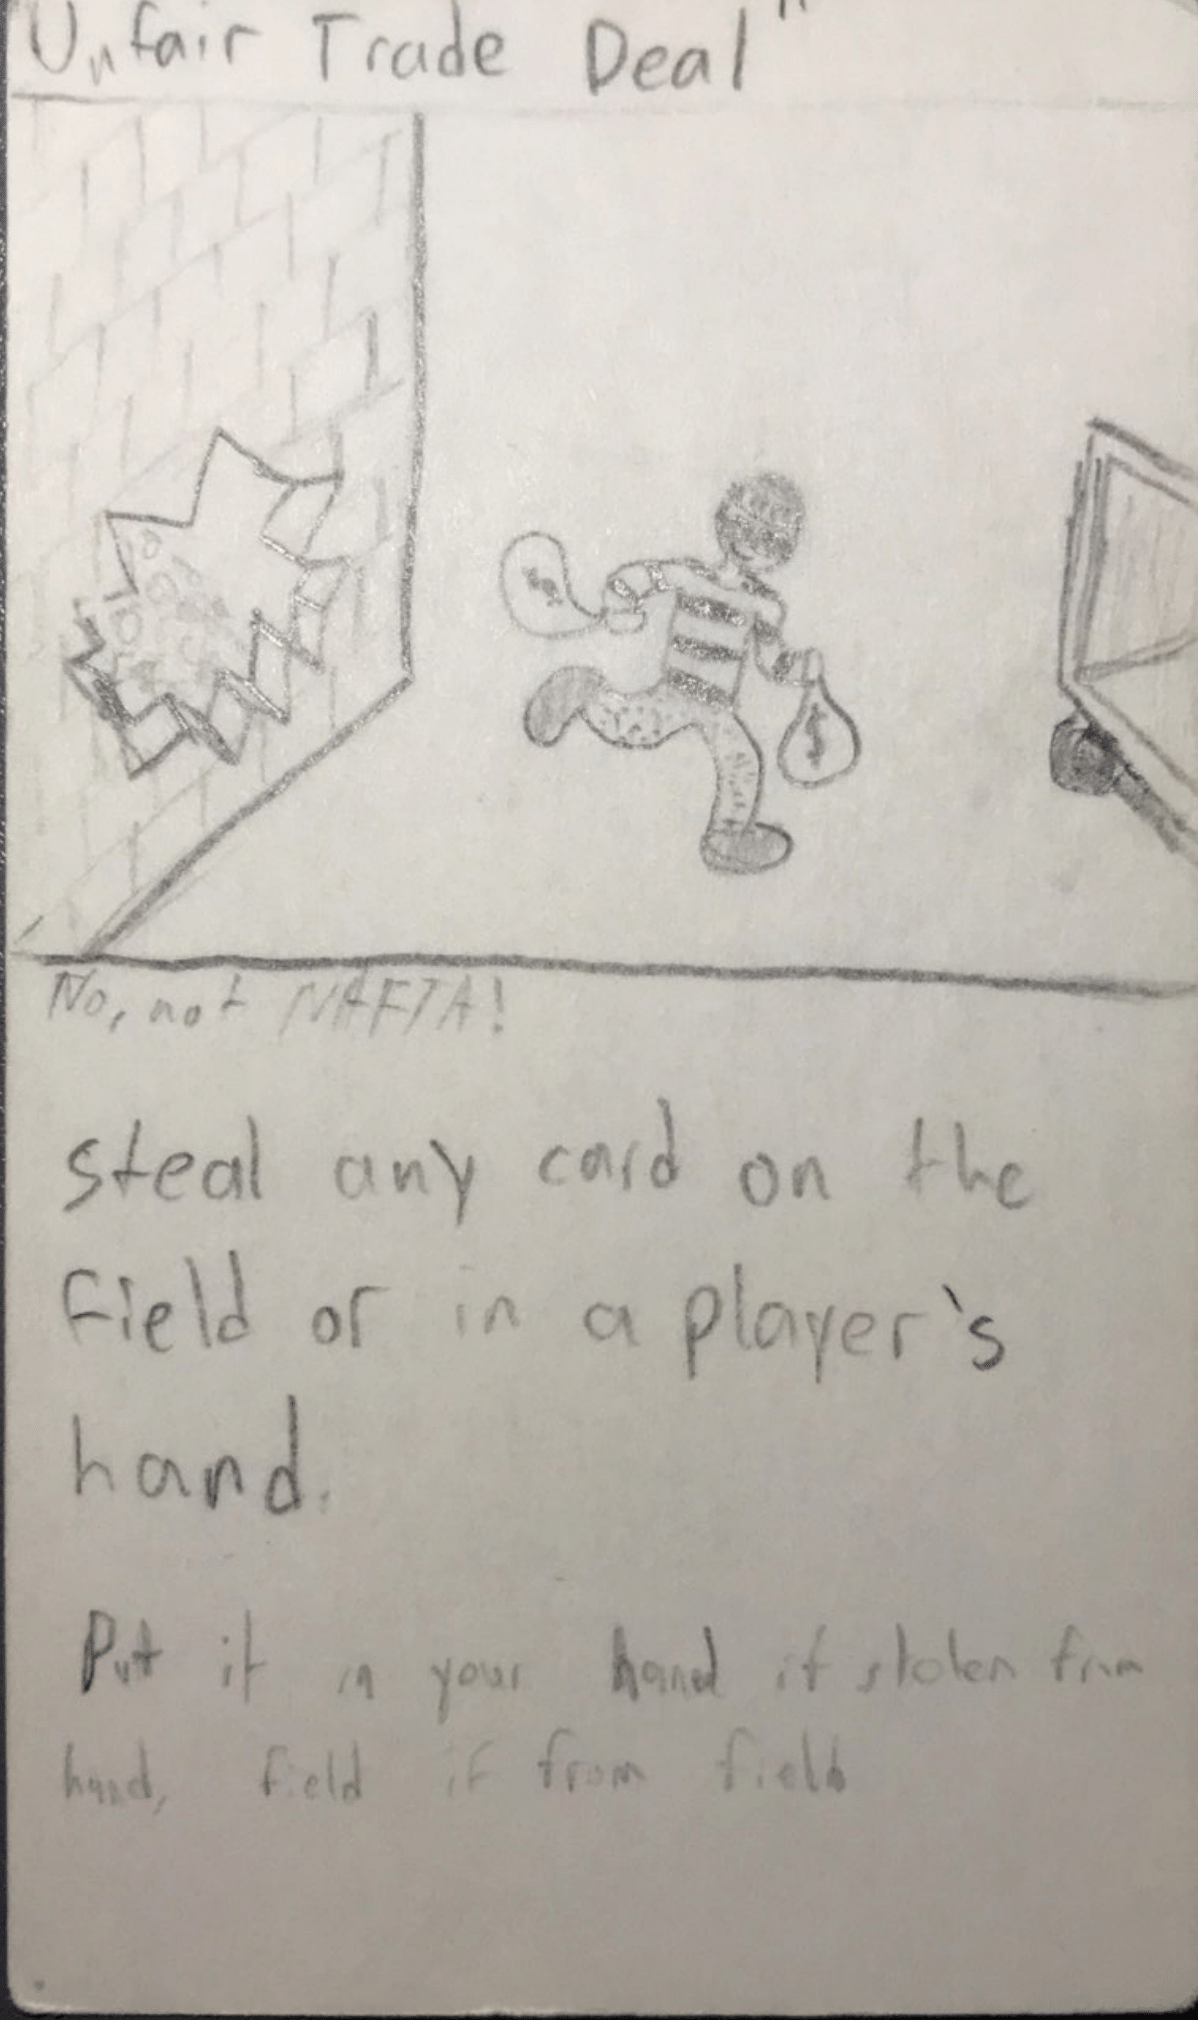 "Unfair Trade Deal"
$
$
No, not NAFTA!
steal any card on the
field or in a player's
hand.
Put it in your hand if stolen from
hand, field if from field